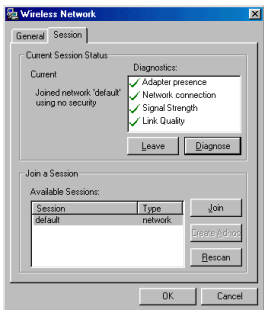 Wireless Network
General Session
Current Session Status
Current
Joined network 'default'
using no security
Diagnostics:
Adapter presence
Network connection
Signal Strength
Link Quality
Leave Diagnose
Join a Session
Available Sessions:
Session Type
default network
Join
Create Adhoc
Rescan
OK Cancel